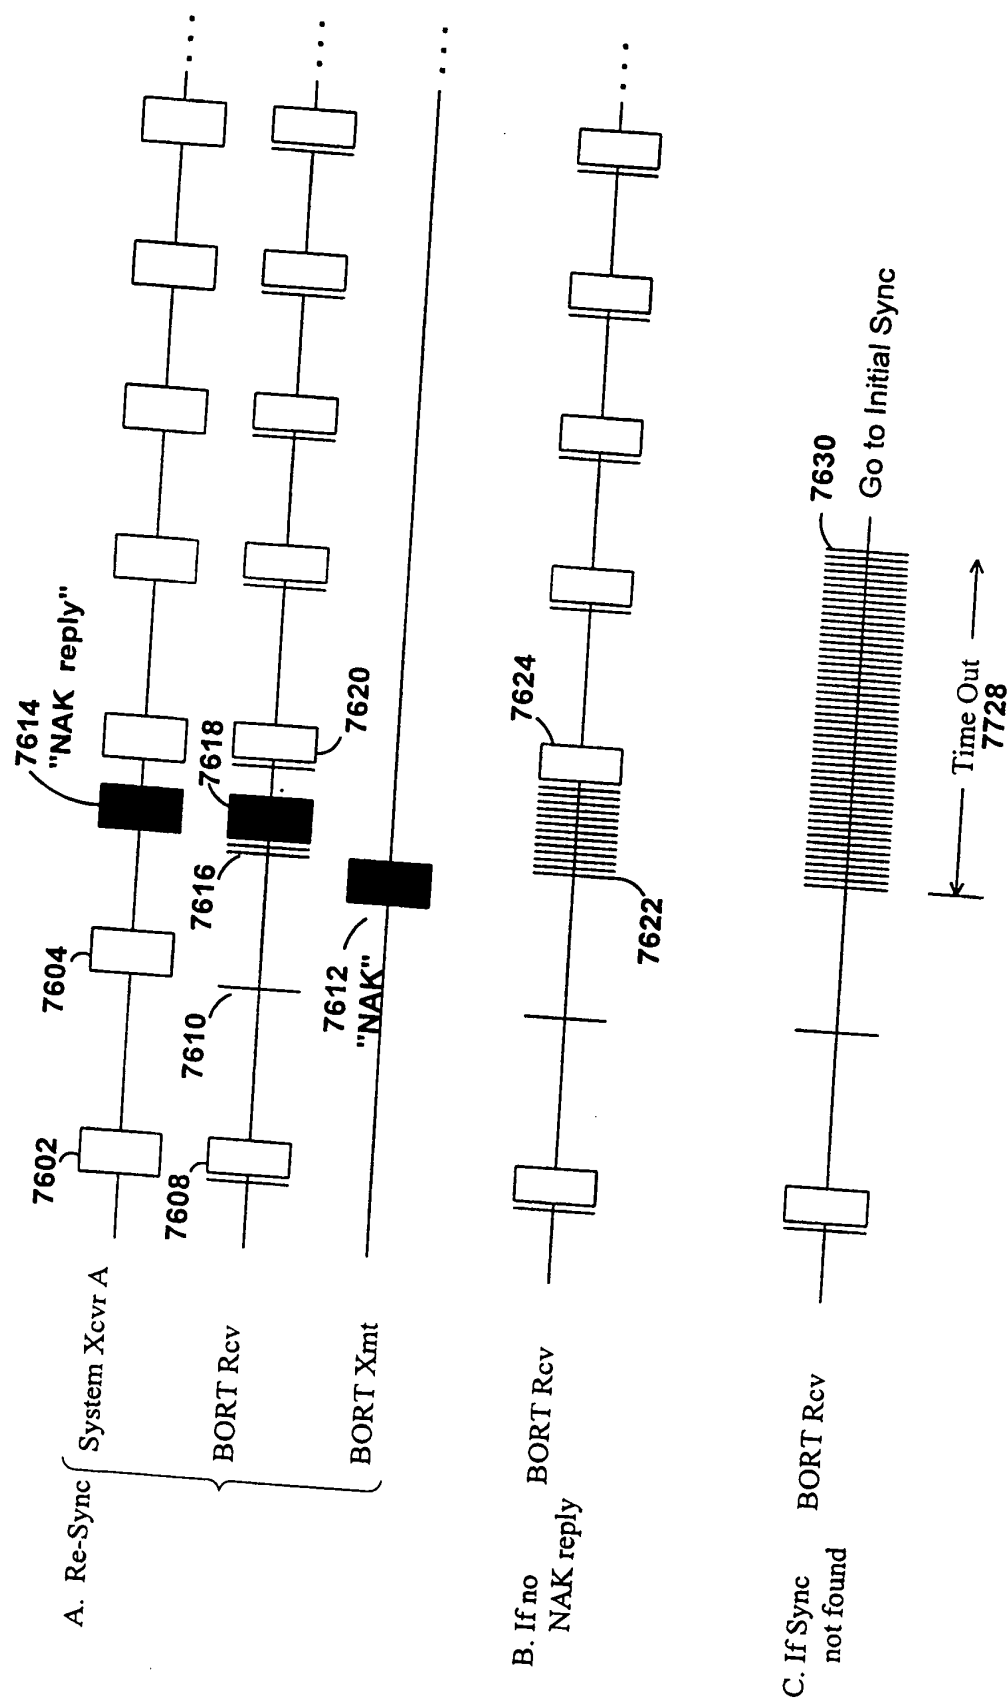 A. Re-Sync
System Xcvr A
7602
7604
7614
"NAK reply"
...
BORT Rcv
7608
7610
7616
7618
7620
...
BORT Xmt
7612
"NAK"
...
B. If no
NAK reply
BORT Rcv
7622
7624
...
C. If Sync
not found
BORT Rcv
7630
Go to Initial Sync
Time Out
7728